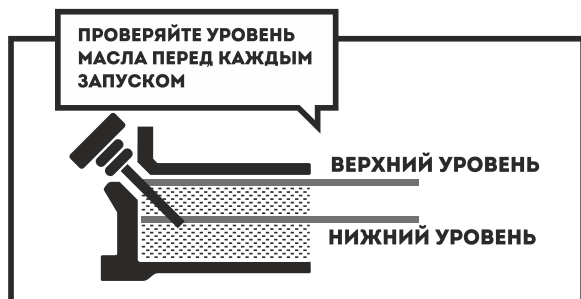 ПРОВЕРЯЙТЕ УРОВЕНЬ
МАСЛА ПЕРЕД КАЖДЫМ
ЗАПУСКОМ
ВЕРХНИЙ УРОВЕНЬ
НИЖНИЙ УРОВЕНЬ